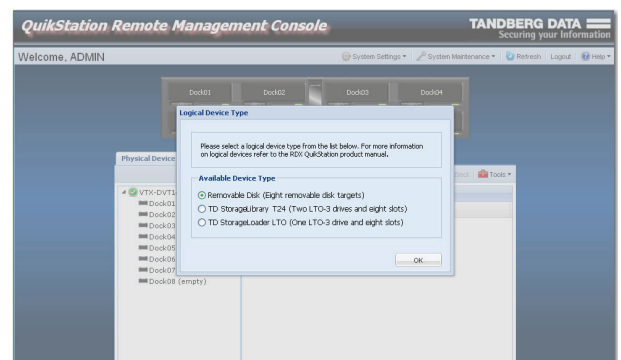 QuikStation Remote Management Console
TANDBERG DATA
Securing your Information
Welcome, ADMIN
System Settings
System Maintenance
Refresh
Logout
Help
Dock01
Dock02
Dock03
Dock04
Logical Device Type
Please select a logical device type from the list below. For more information
on logical devices refer to the RDX QuikStation product manual.
Available Device Type
Removable Disk (Eight removable disk targets)
TD StorageLibrary T24 (Two LTO-3 drives and eight slots)
TD StorageLoader LTO (One LTO-3 drive and eight slots)
OK
Physical Device
Tools
VTX-DVT1
Dock01
Dock02
Dock03
Dock04
Dock05
Dock06
Dock07
Dock08 (empty)